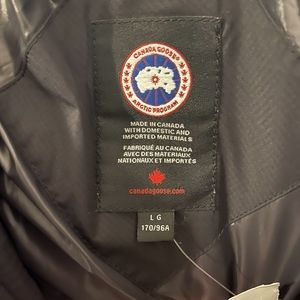 CANADA GOOSE®
ARCTIC PROGRAM
MADE IN CANADA
WITH DOMESTIC AND
IMPORTED MATERIALS
FABRIQUÉ AU CANADA
AVEC DES MATERIAUX
NATIONAUX ET IMPORTÉS
canadagoose.com
L G
170/96A